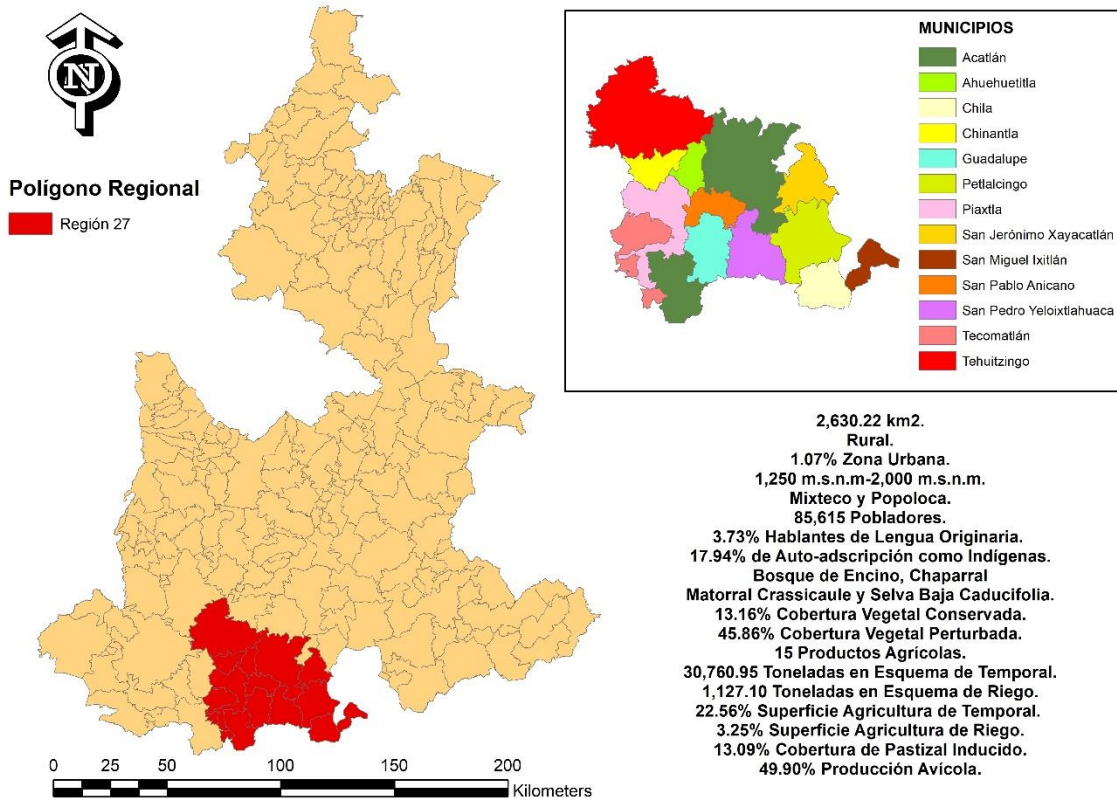 N
Polígono Regional
Región 27
MUNICIPIOS
Acatlán
Ahuehuetitla
Chila
Chinantla
Guadalupe
Petlalcingo
Piaxtla
San Jerónimo Xayacatlán
San Miguel Ixitlán
San Pablo Anicano
San Pedro Yeloixtlahuaca
Tecomatlán
Tehuitzingo
2,630.22 km2.
Rural.
1.07% Zona Urbana.
1,250 m.s.n.m-2,000 m.s.n.m.
Mixteco y Popoloca.
85,615 Pobladores.
3.73% Hablantes de Lengua Originaria.
17.94% de Auto-adscripción como Indígenas.
Bosque de Encino, Chaparral
Matorral Crassicaule y Selva Baja Caducifolia.
13.16% Cobertura Vegetal Conservada.
45.86% Cobertura Vegetal Perturbada.
15 Productos Agrícolas.
30,760.95 Toneladas en Esquema de Temporal.
1,127.10 Toneladas en Esquema de Riego.
22.56% Superficie Agricultura de Temporal.
3.25% Superficie Agricultura de Riego.
13.09% Cobertura de Pastizal Inducido.
49.90% Producción Avícola.
0 25 50 100 150 200
Kilometers